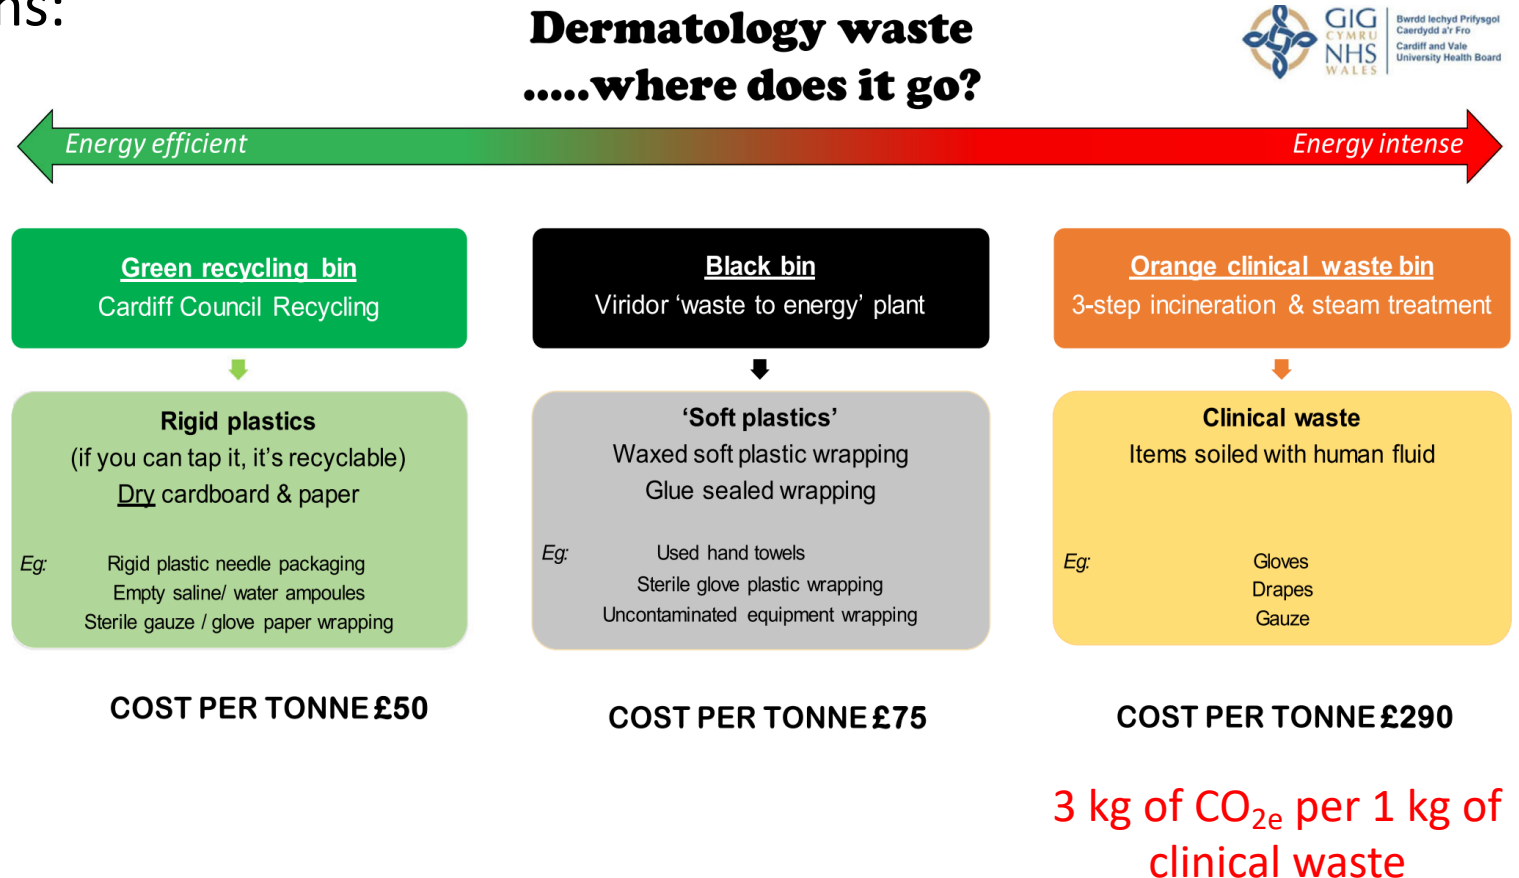 ns:
Dermatology waste
.....where does it go?
GIG
CYMRU
NHS
WALES
Bwrdd Iechyd Prifysgol
Caerdydd a'r Fro
Cardiff and Vale
University Health Board
Energy efficient
Energy intense
Green recycling bin
Cardiff Council Recycling
Rigid plastics
(if you can tap it, it's recyclable)
Dry cardboard & paper
Eg:
Rigid plastic needle packaging
Empty saline/ water ampoules
Sterile gauze / glove paper wrapping
COST PER TONNE £50
Black bin
Viridor 'waste to energy' plant
'Soft plastics'
Waxed soft plastic wrapping
Glue sealed wrapping
Eg:
Used hand towels
Sterile glove plastic wrapping
Uncontaminated equipment wrapping
COST PER TONNE £75
Orange clinical waste bin
3-step incineration & steam treatment
Clinical waste
Items soiled with human fluid
Eg:
Gloves
Drapes
Gauze
COST PER TONNE £290
3 kg of CO2e per 1 kg of
clinical waste